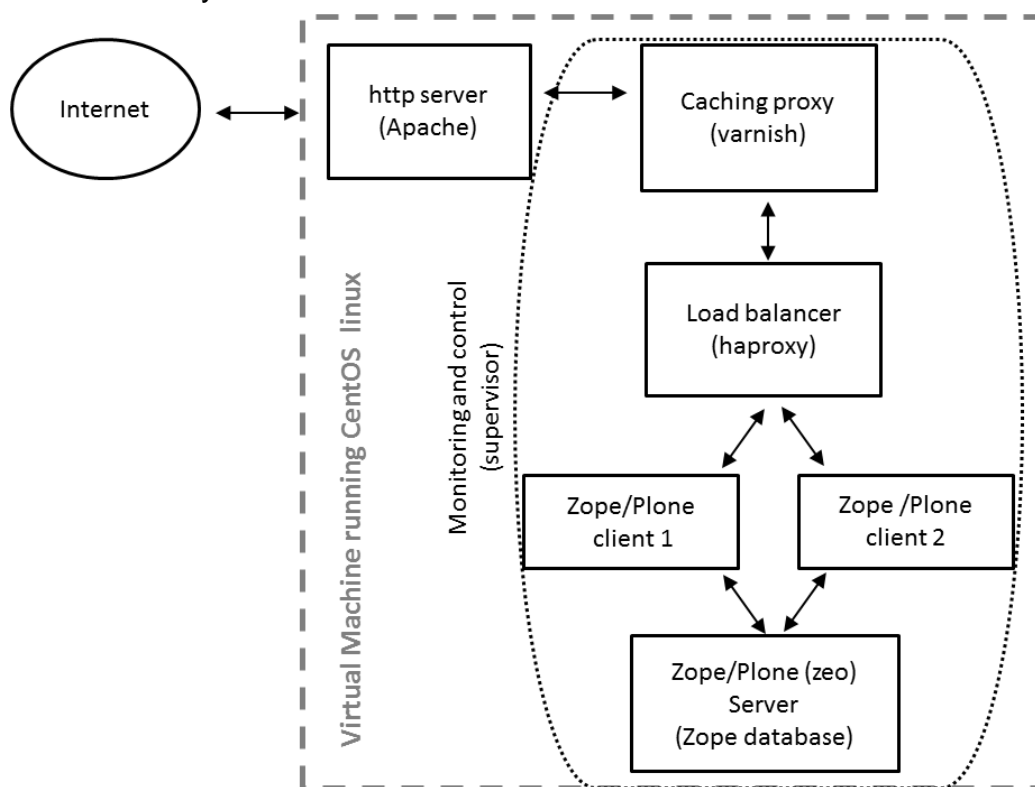 Internet
http server
(Apache)
Caching proxy
(varnish)
Load balancer
(haproxy)
Virtual Machine running CentOS linux
Monitoring and control
(supervisor)
Zope/Plone
client 1
Zope /Plone
client 2
Zope/Plone (zeo)
Server
(Zope database)